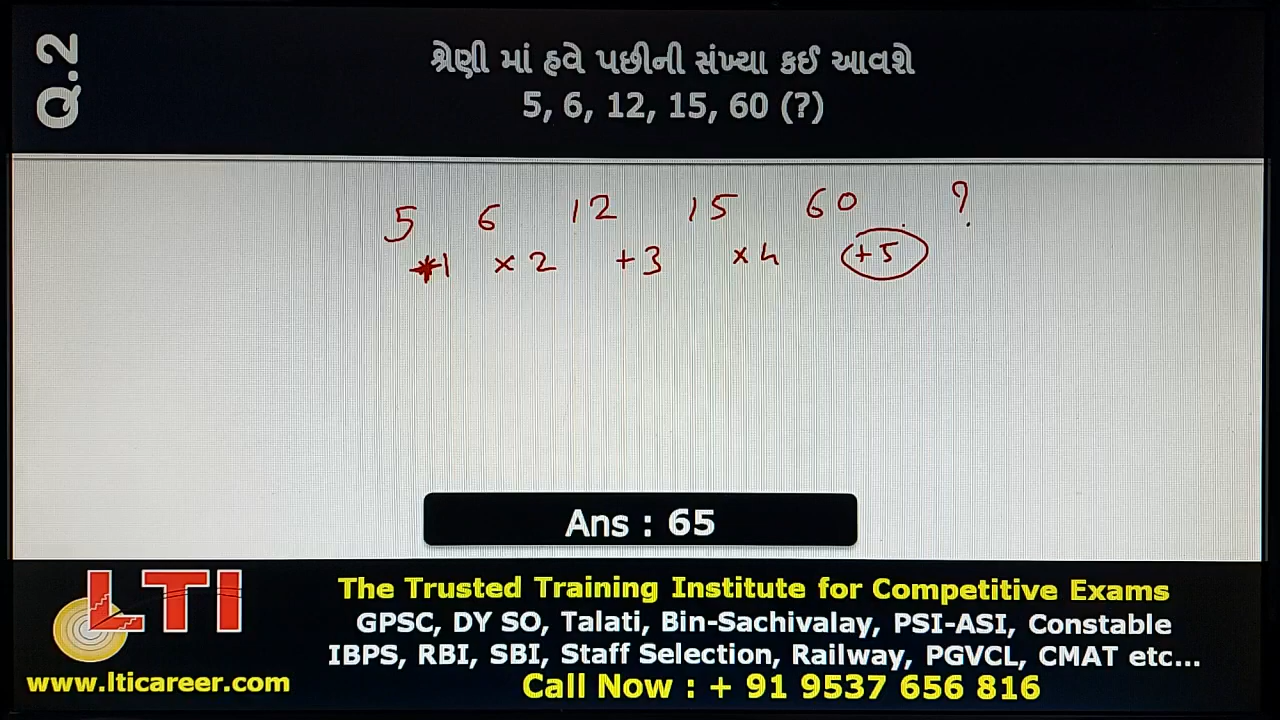 Q.2
શ્રેણી માં હવે પછીની સંખ્યા કઈ આવશે
5, 6, 12, 15, 60 (?)
5 6 12 15 60 ?
+1 ×2 +3 ×4 +5
Ans : 65
LTI
www.lticareer.com
The Trusted Training Institute for Competitive Exams
GPSC, DY SO, Talati, Bin-Sachivalay, PSI-ASI, Constable
IBPS, RBI, SBI, Staff Selection, Railway, PGVCL, CMAT etc...
Call Now : + 91 9537 656 816